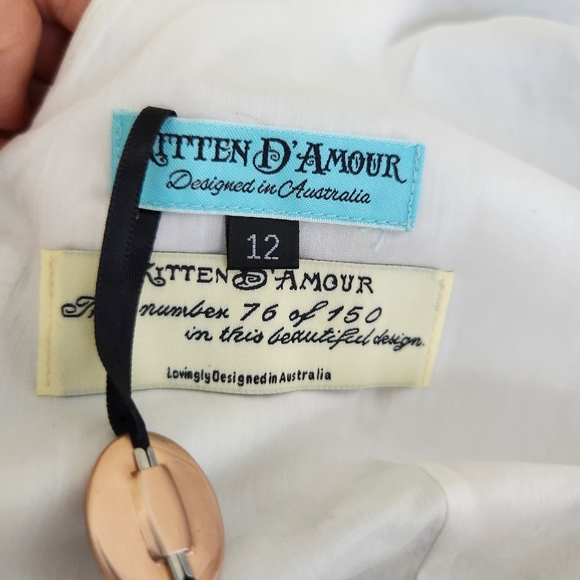 KITTEN D'AMOUR
Designed in Australia
12
KITTEN D'AMOUR
number 76 of 150
in this beautiful design.
Lovingly Designed in Australia